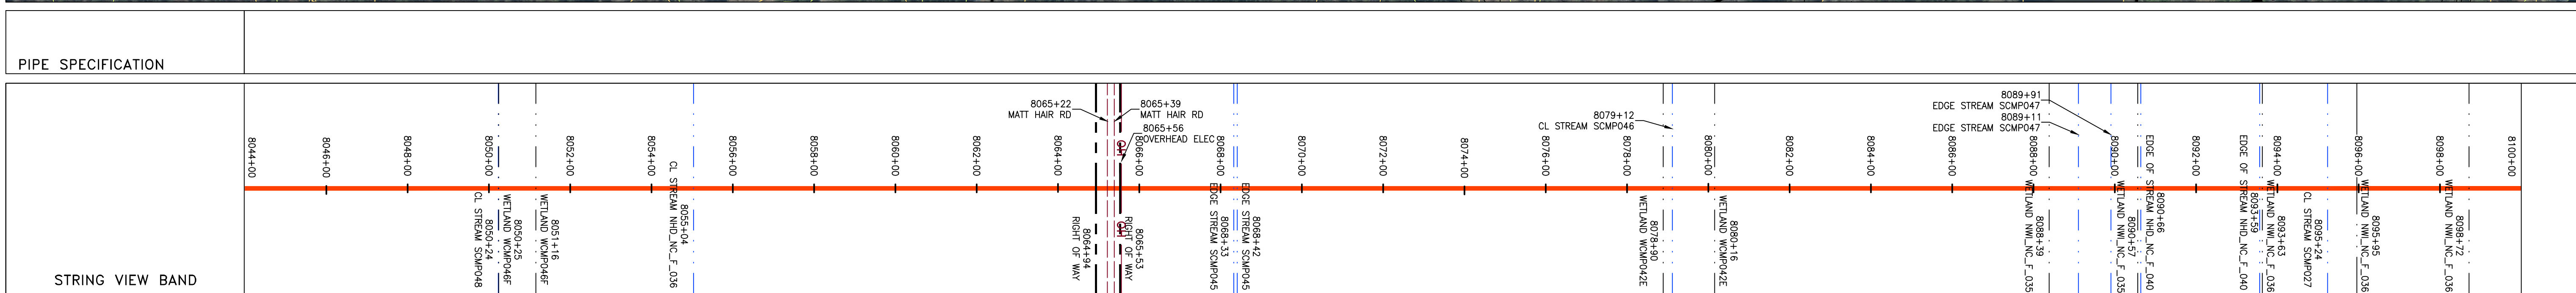 PIPE SPECIFICATION
STRING VIEW BAND
8044+00
8046+00
8048+00
8050+00
8052+00
8054+00
8056+00
8058+00
8060+00
8062+00
8064+00
8066+00
8068+00
8070+00
8072+00
8074+00
8076+00
8078+00
8080+00
8082+00
8084+00
8086+00
8088+00
8090+00
8092+00
8094+00
8096+00
8098+00
8100+00
8050+24
CL STREAM SCMP048
8050+25
WETLAND WCMP046F
8051+16
WETLAND WCMP046F
8055+04
CL STREAM NHD_NC_F_036
8064+94
RIGHT OF WAY
8065+22
MATT HAIR RD
8065+39
MATT HAIR RD
8065+56
OVERHEAD ELEC
OH
OH
8065+53
RIGHT OF WAY
8068+33
EDGE STREAM SCMP045
8068+42
EDGE STREAM SCMP045
8078+90
WETLAND WCMP042E
8079+12
CL STREAM SCMP046
8080+16
WETLAND WCMP042E
8088+39
WETLAND NWI_NC_F_035
8089+91
EDGE STREAM SCMP047
8089+11
EDGE STREAM SCMP047
8090+57
WETLAND NWI_NC_F_035
8090+66
EDGE OF STREAM NHD_NC_F_040
8093+59
EDGE OF STREAM NHD_NC_F_040
8093+63
WETLAND NWI_NC_F_036
8095+24
CL STREAM SCMP027
8095+95
WETLAND NWI_NC_F_036
8098+72
WETLAND NWI_NC_F_036